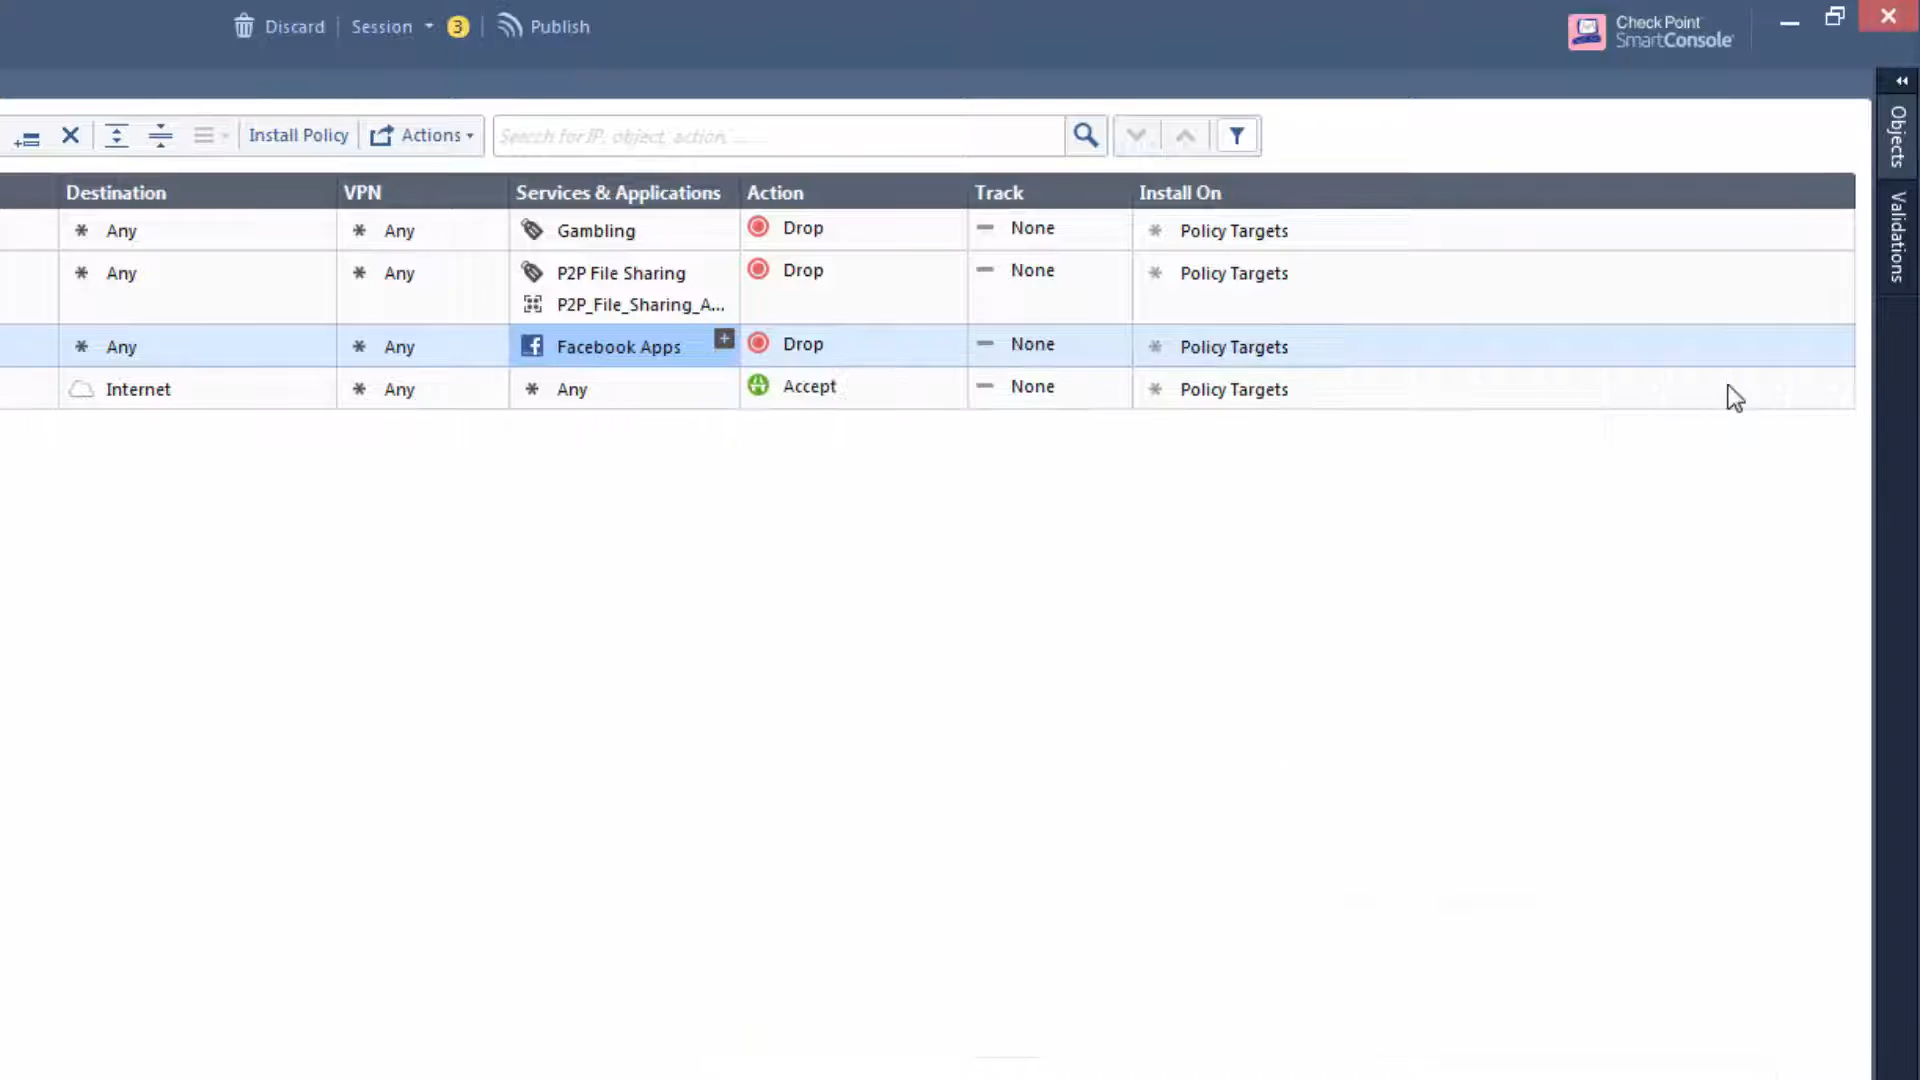 Discard Session 3 Publish
Check Point
SmartConsole
Install Policy Actions Search for IP, object, action, ......
Destination VPN Services & Applications Action Track Install On
* Any * Any Gambling Drop None * Policy Targets
* Any * Any P2P File Sharing Drop None * Policy Targets
P2P_File_Sharing_A...
* Any * Any Facebook Apps Drop None * Policy Targets
Internet * Any * Any Accept None * Policy Targets
Objects
Validations